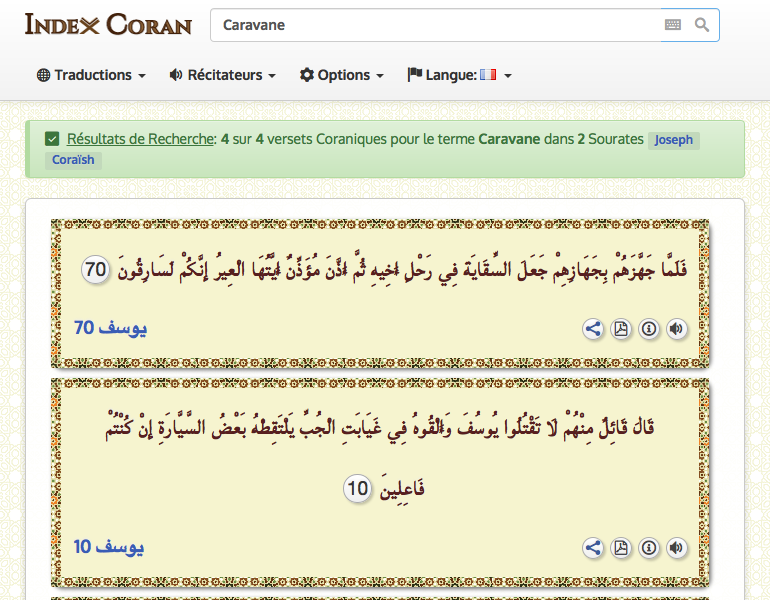 INDEX CORAN
Caravane
Traductions
Récitateurs
Options
Langue:
Résultats de Recherche: 4 sur 4 versets Coraniques pour le terme Caravane dans 2 Sourates Joseph
Coraïsh
فَلَمَّا جَهَّزَهُمْ بِجَهَازِهِمْ جَعَلَ السِّقَايَةَ فِي رَحْلِ أَخِيهِ ثُمَّ أَذَّنَ مُؤَذِّنٌ أَيَّتُهَا الْعِيرُ إِنَّكُمْ لَسَارِقُونَ 70
يوسف 70
قَالَ قَائِلٌ مِنْهُمْ لَا تَقْتُلُوا يُوسُفَ وَأَلْقُوهُ فِي غَيَابَتِ الْجُبِّ يَلْتَقِطْهُ بَعْضُ السَّيَّارَةِ إِنْ كُنْتُمْ
فَاعِلِينَ 10
يوسف 10